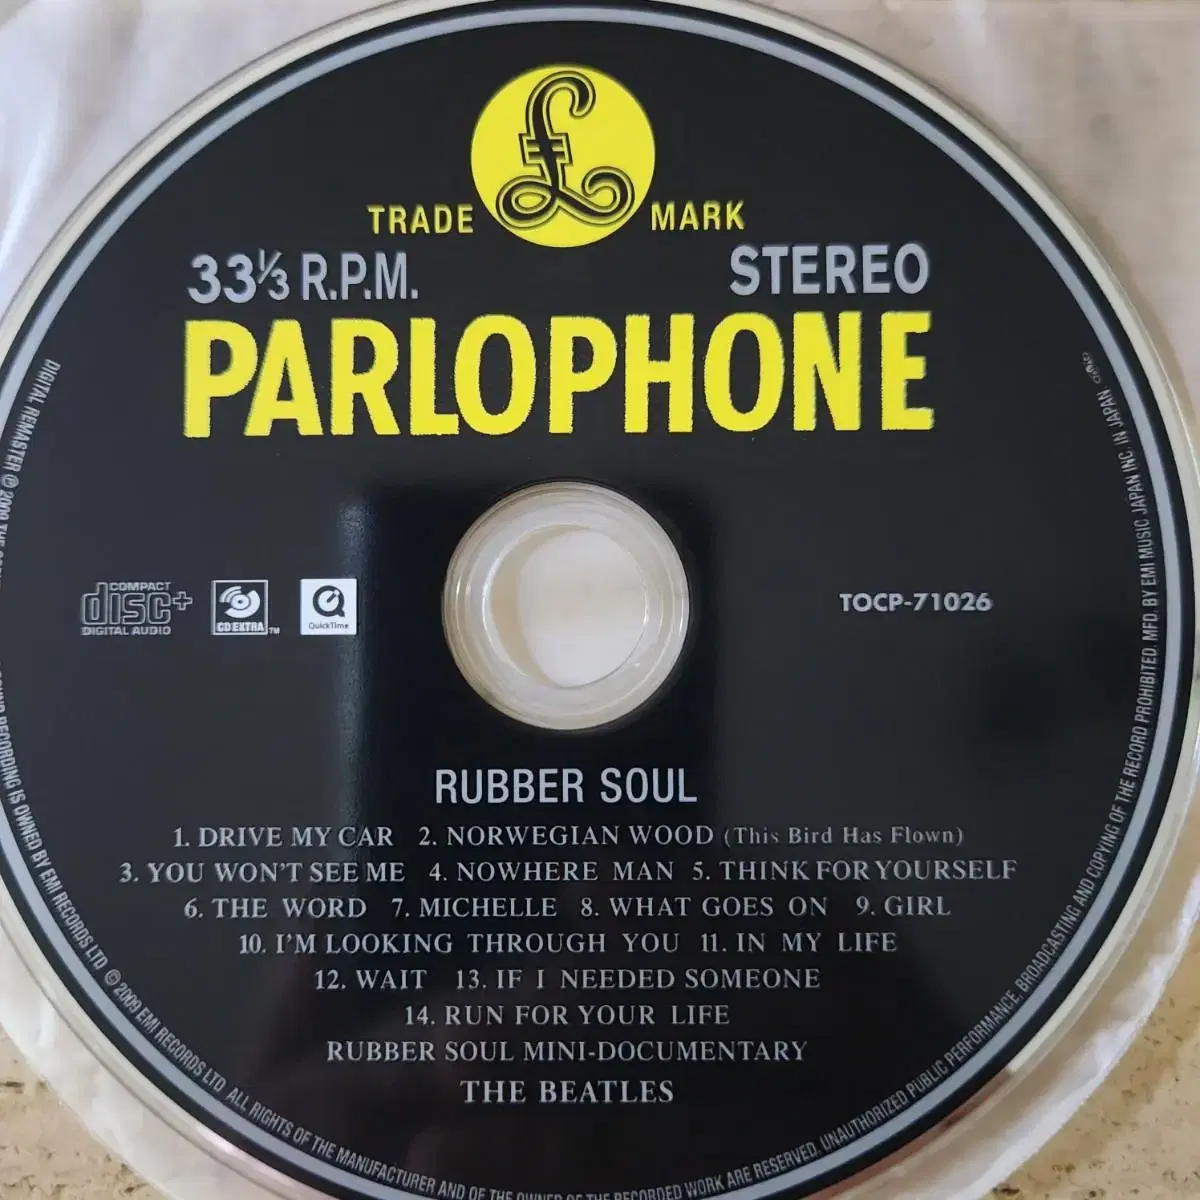 £
TRADE MARK
33⅓ R.P.M. STEREO
PARLOPHONE
COMPACT
disc+
DIGITAL AUDIO
CD EXTRA™
QuickTime
TOCP-71026
RUBBER SOUL
1. DRIVE MY CAR 2. NORWEGIAN WOOD (This Bird Has Flown)
3. YOU WON'T SEE ME 4. NOWHERE MAN 5. THINK FOR YOURSELF
6. THE WORD 7. MICHELLE 8. WHAT GOES ON 9. GIRL
10. I'M LOOKING THROUGH YOU 11. IN MY LIFE
12. WAIT 13. IF I NEEDED SOMEONE
14. RUN FOR YOUR LIFE
RUBBER SOUL MINI-DOCUMENTARY
THE BEATLES
DIGITAL REMASTER ℗ 2009 THE
RECORDING IS OWNED BY EMI RECORDS LTD © 2009 EMI RECORDS LTD ALL RIGHTS OF THE MANUFACTURER AND OF THE OWNER OF THE RECORDED WORK ARE RESERVED. UNAUTHORIZED PUBLIC PERFORMANCE, BROADCASTING AND COPYING OF THE RECORD PROHIBITED. MFD. BY EMI MUSIC JAPAN INC. IN JAPAN